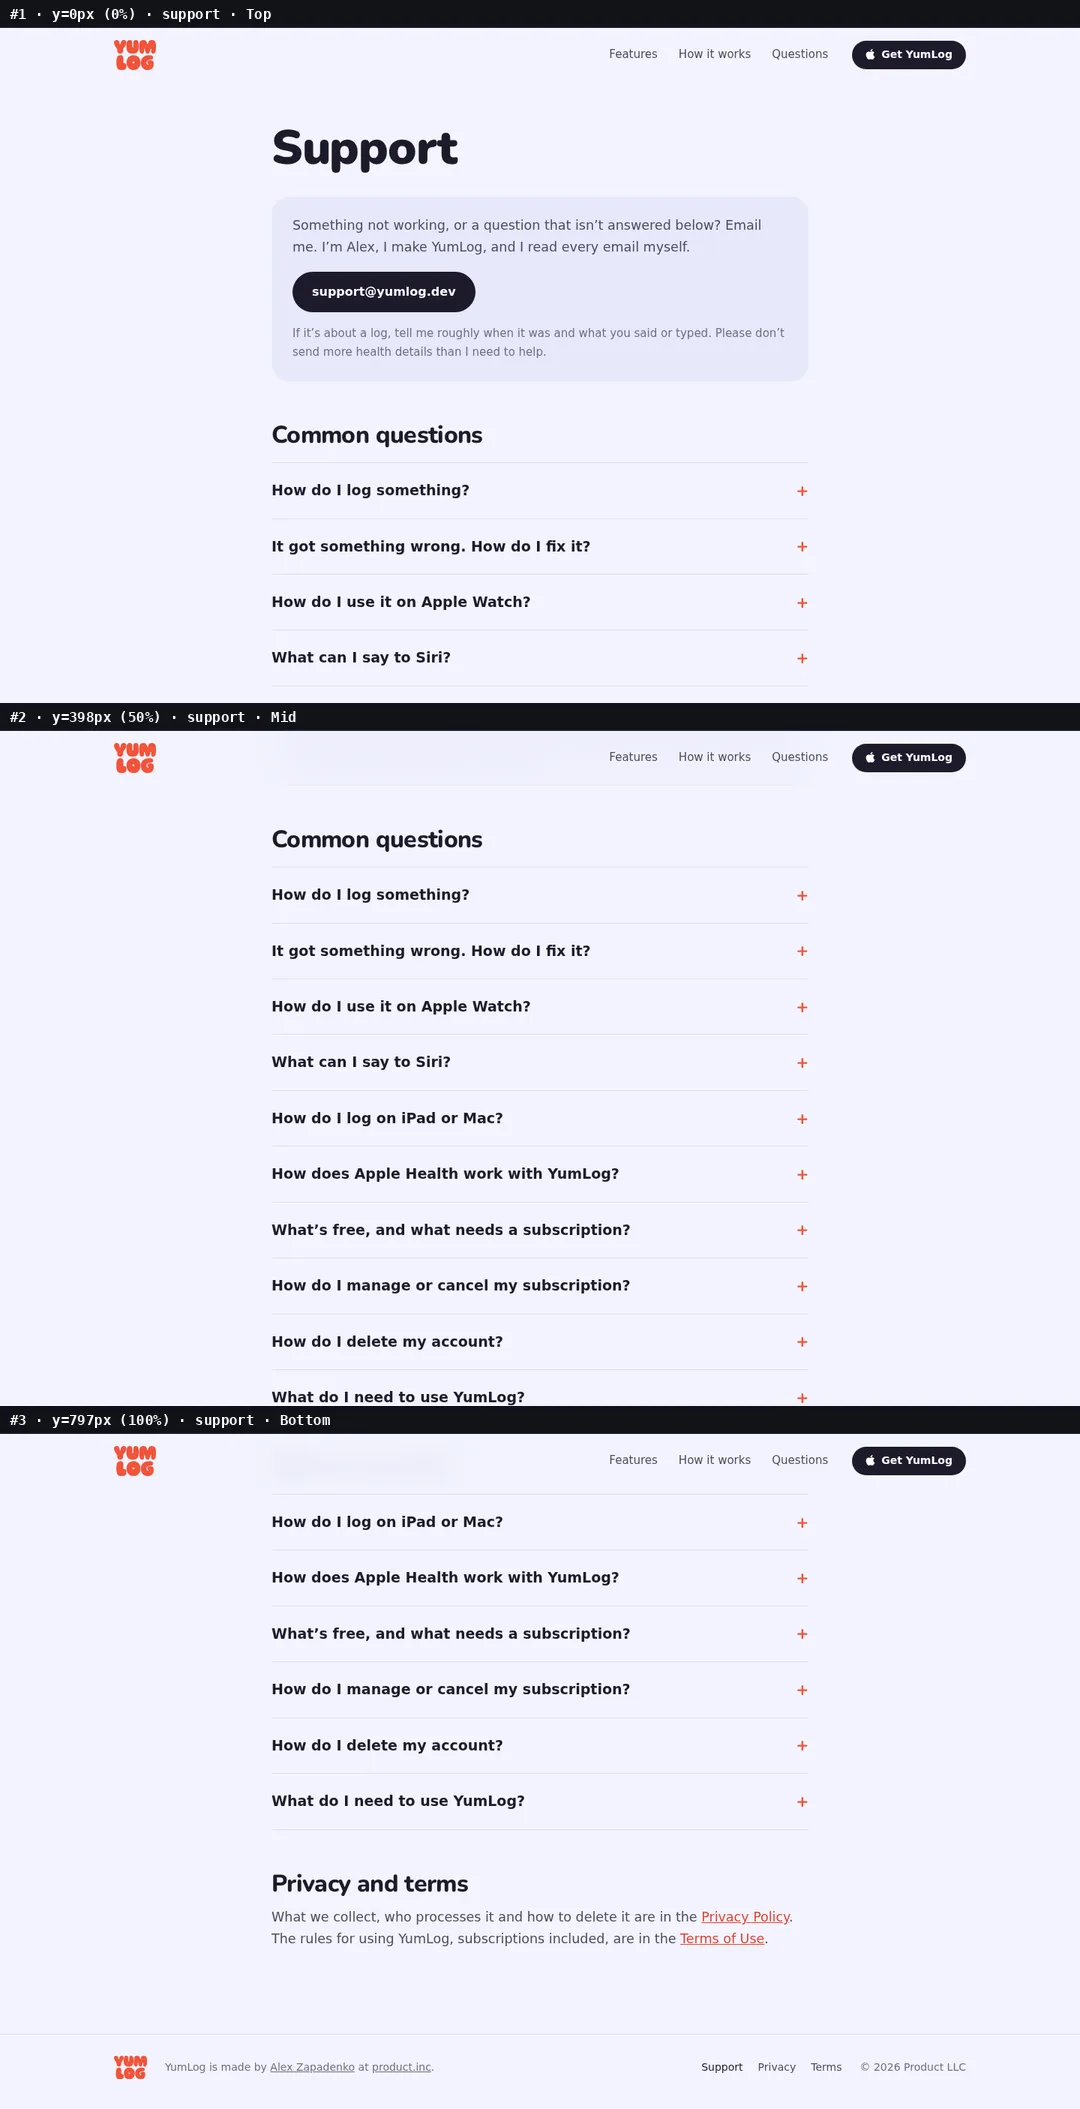 #1 · y=0px (0%) · support · Top
YUM
LOG
Features
How it works
Questions
Get YumLog
Support
Something not working, or a question that isn’t answered below? Email
me. I’m Alex, I make YumLog, and I read every email myself.
support@yumlog.dev
If it’s about a log, tell me roughly when it was and what you said or typed. Please don’t
send more health details than I need to help.
Common questions
How do I log something?
It got something wrong. How do I fix it?
How do I use it on Apple Watch?
What can I say to Siri?
#2 · y=398px (50%) · support · Mid
YUM
LOG
Features
How it works
Questions
Get YumLog
Common questions
How do I log something?
It got something wrong. How do I fix it?
How do I use it on Apple Watch?
What can I say to Siri?
How do I log on iPad or Mac?
How does Apple Health work with YumLog?
What’s free, and what needs a subscription?
How do I manage or cancel my subscription?
How do I delete my account?
What do I need to use YumLog?
#3 · y=797px (100%) · support · Bottom
YUM
LOG
Features
How it works
Questions
Get YumLog
How do I log on iPad or Mac?
How does Apple Health work with YumLog?
What’s free, and what needs a subscription?
How do I manage or cancel my subscription?
How do I delete my account?
What do I need to use YumLog?
Privacy and terms
What we collect, who processes it and how to delete it are in the Privacy Policy.
The rules for using YumLog, subscriptions included, are in the Terms of Use.
YUM
LOG
YumLog is made by Alex Zapadenko at product.inc.
Support
Privacy
Terms
© 2026 Product LLC